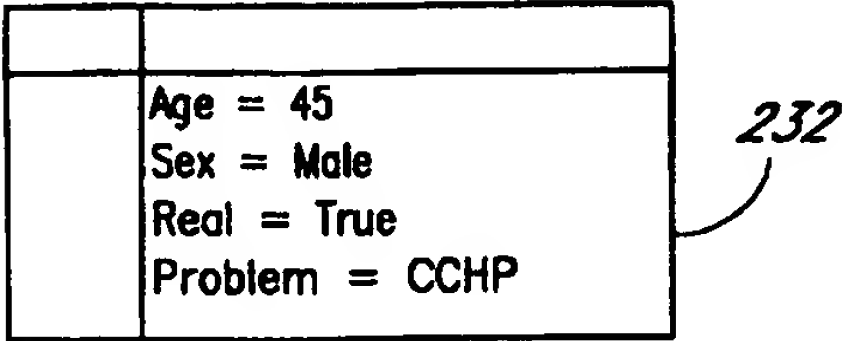 Age = 45
232
Sex = Male
Real = True
Problem = CCHP